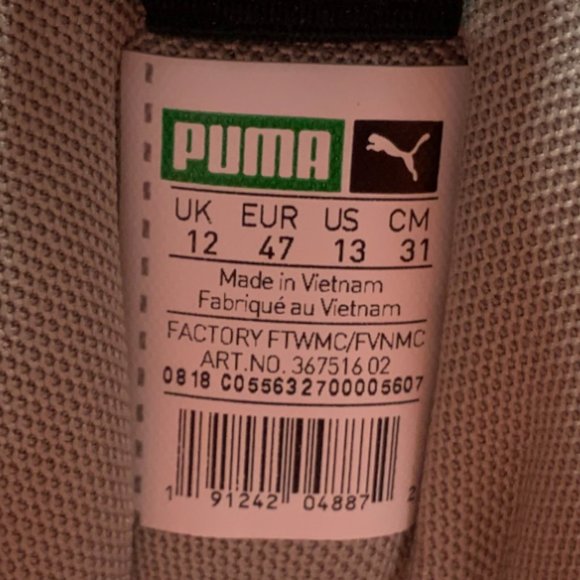 PUMA
UK EUR US CM
12 47 13 31
Made in Vietnam
Fabriqué au Vietnam
FACTORY FTWMC/FVNMC
ART.NO. 367516 02
0818 C055632700005607
1 91242 04887 2